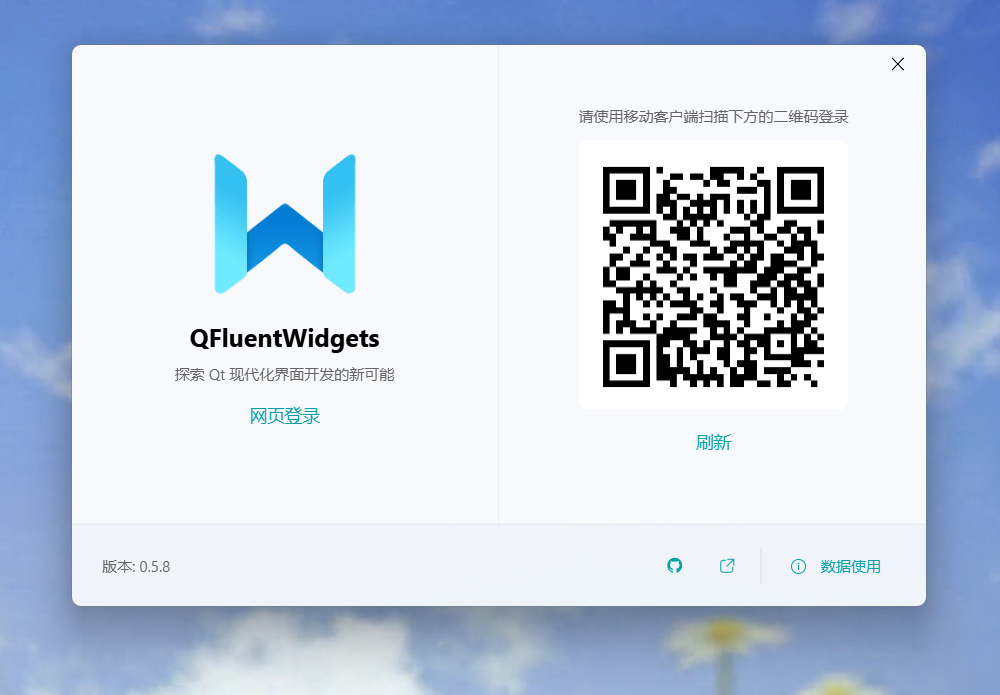 QFluentWidgets
探索 Qt 现代化界面开发的新可能
网页登录
请使用移动客户端扫描下方的二维码登录
刷新
版本: 0.5.8
数据使用